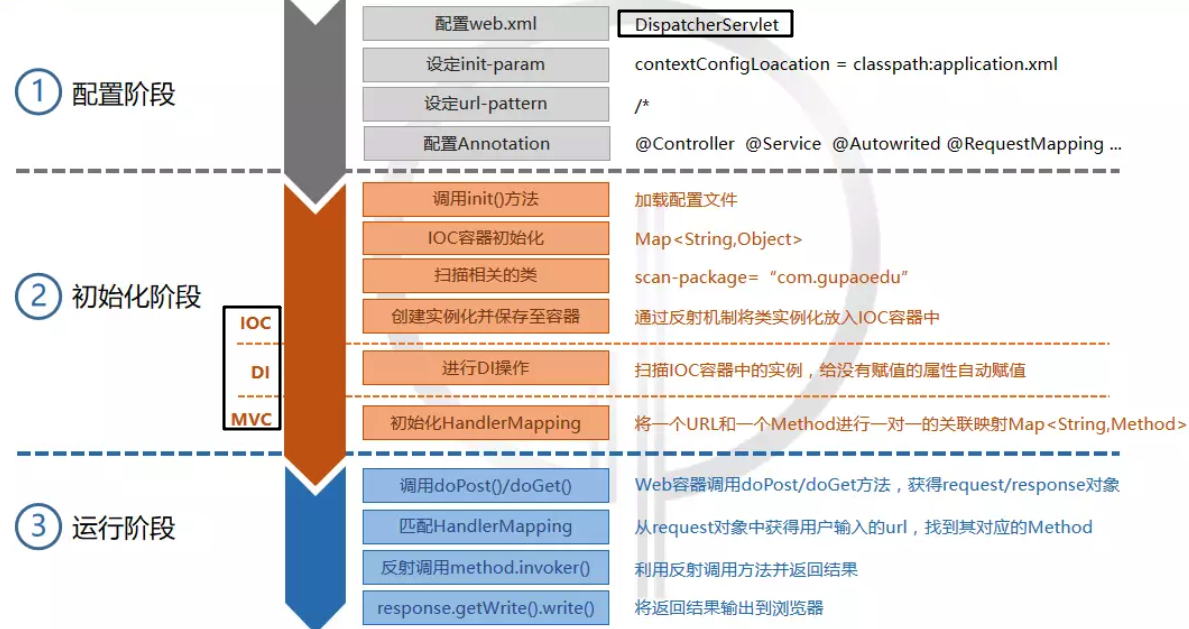 配置web.xml DispatcherServlet
设定init-param contextConfigLoacation = classpath:application.xml
① 配置阶段
设定url-pattern /*
配置Annotation @Controller @Service @Autowrited @RequestMapping ...
调用init()方法 加载配置文件
IOC容器初始化 Map<String,Object>
扫描相关的类 scan-package= “com.gupaoedu”
② 初始化阶段
IOC 创建实例化并保存至容器 通过反射机制将类实例化放入IOC容器中
DI 进行DI操作 扫描IOC容器中的实例，给没有赋值的属性自动赋值
MVC 初始化HandlerMapping 将一个URL和一个Method进行一对一的关联映射Map<String,Method>
调用doPost()/doGet() Web容器调用doPost/doGet方法，获得request/response对象
③ 运行阶段
匹配HandlerMapping 从request对象中获得用户输入的url，找到其对应的Method
反射调用method.invoker() 利用反射调用方法并返回结果
response.getWrite().write() 将返回结果输出到浏览器